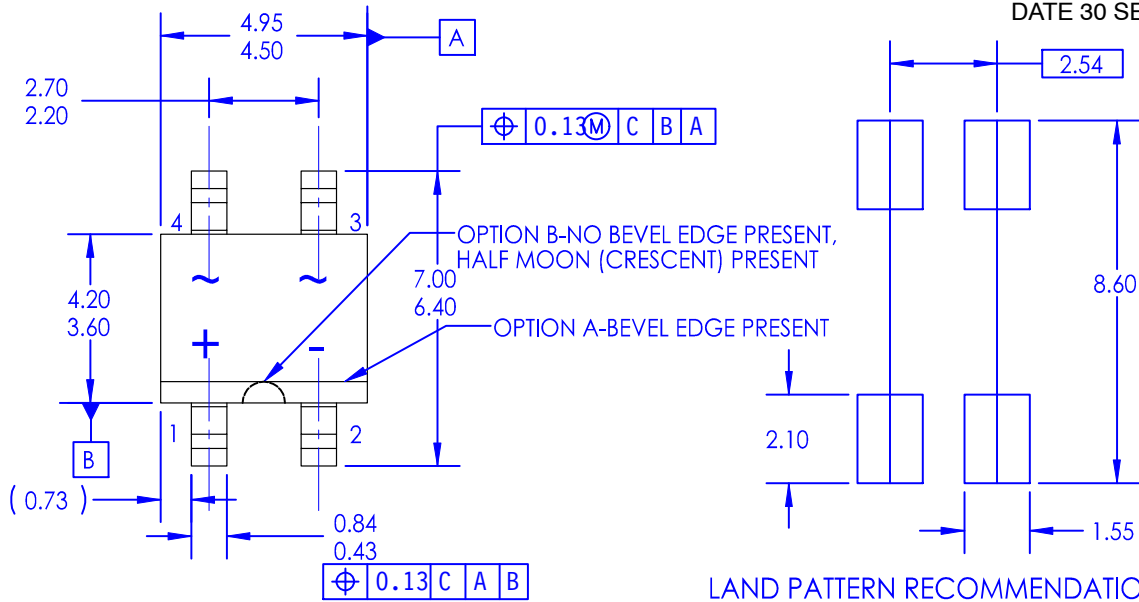 DATE 30 SE
4.95
4.50
A
2.54
2.70
2.20
⌖ 0.13Ⓜ C B A
4
3
OPTION B-NO BEVEL EDGE PRESENT,
HALF MOON (CRESCENT) PRESENT
~ ~
7.00
6.40
8.60
4.20
3.60
OPTION A-BEVEL EDGE PRESENT
+ -
2.10
1
2
B
(0.73)
0.84
0.43
1.55
⌖ 0.13 C A B
LAND PATTERN RECOMMENDATIO